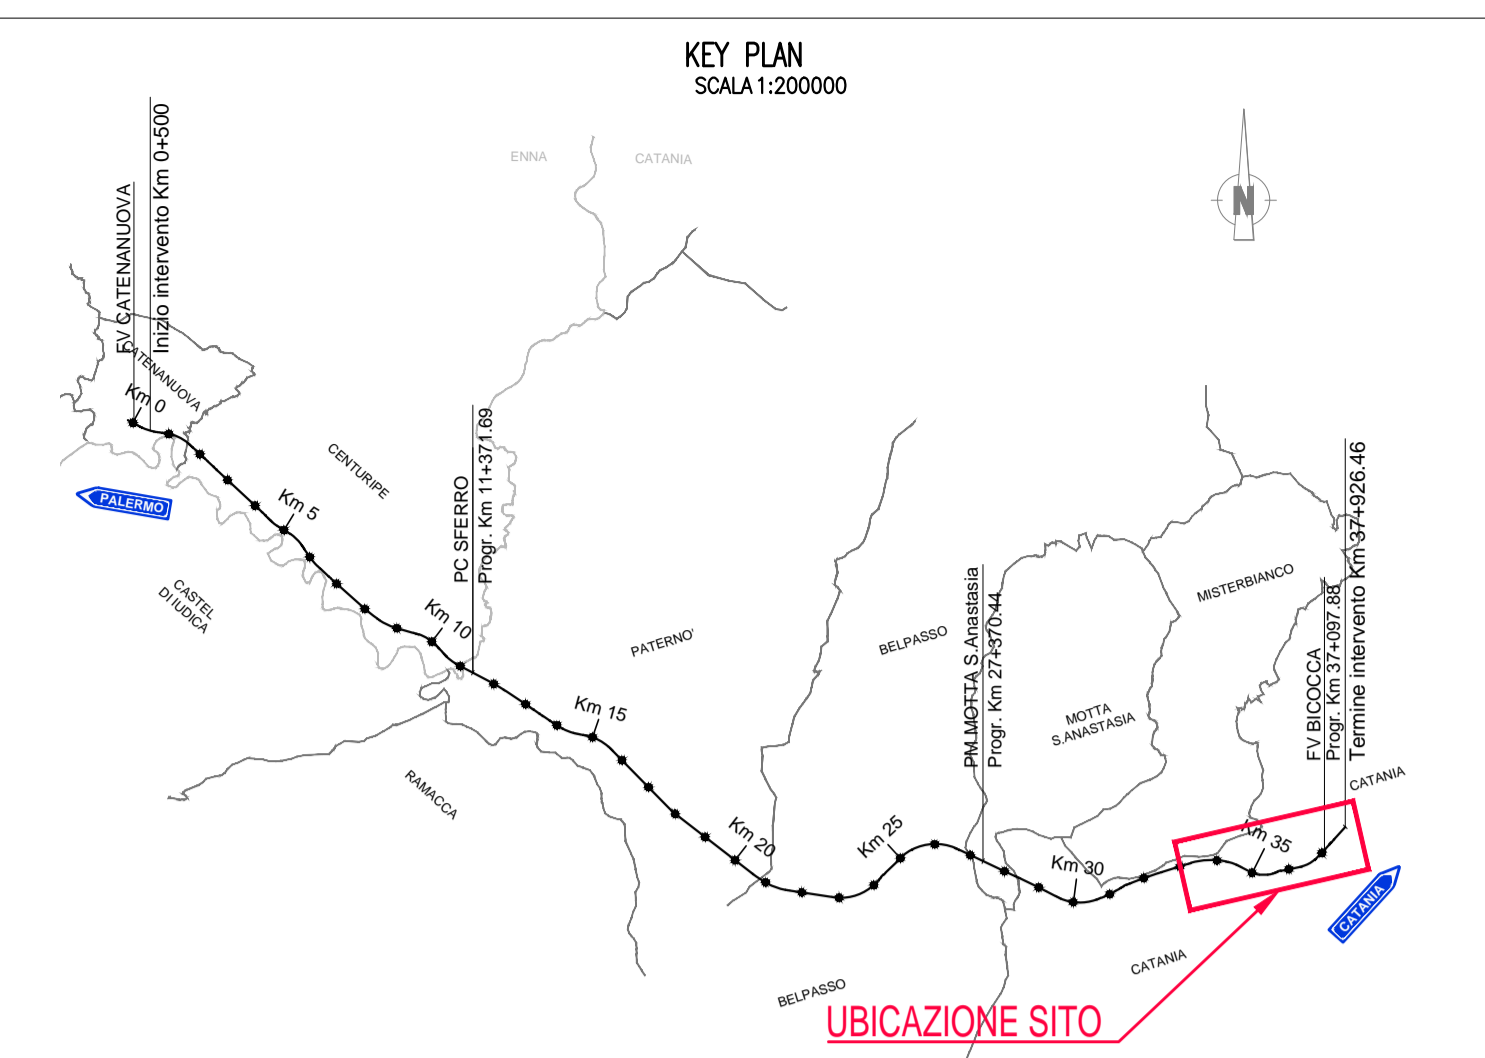 KEY PLAN
SCALA 1:200000
ENNA
CATANIA
N
FV CATENANUOVA
Inizio intervento Km 0+500
CATENANUOVA
Km 0
PALERMO
CENTURIPE
Km 5
CASTEL
DI IUDICA
PC SFERRO
Progr. Km 11+371.69
Km 10
PATERNO'
Km 15
RAMACCA
BELPASSO
PM MOTTA S.Anastasia
Progr. Km 27+370.44
MOTTA
S.ANASTASIA
MISTERBIANCO
FV BICOCCA
Progr. Km 37+097.88
Termine intervento Km 37+926.46
CATANIA
Km 20
Km 25
Km 30
Km 35
CATANIA
CATANIA
BELPASSO
UBICAZIONE SITO